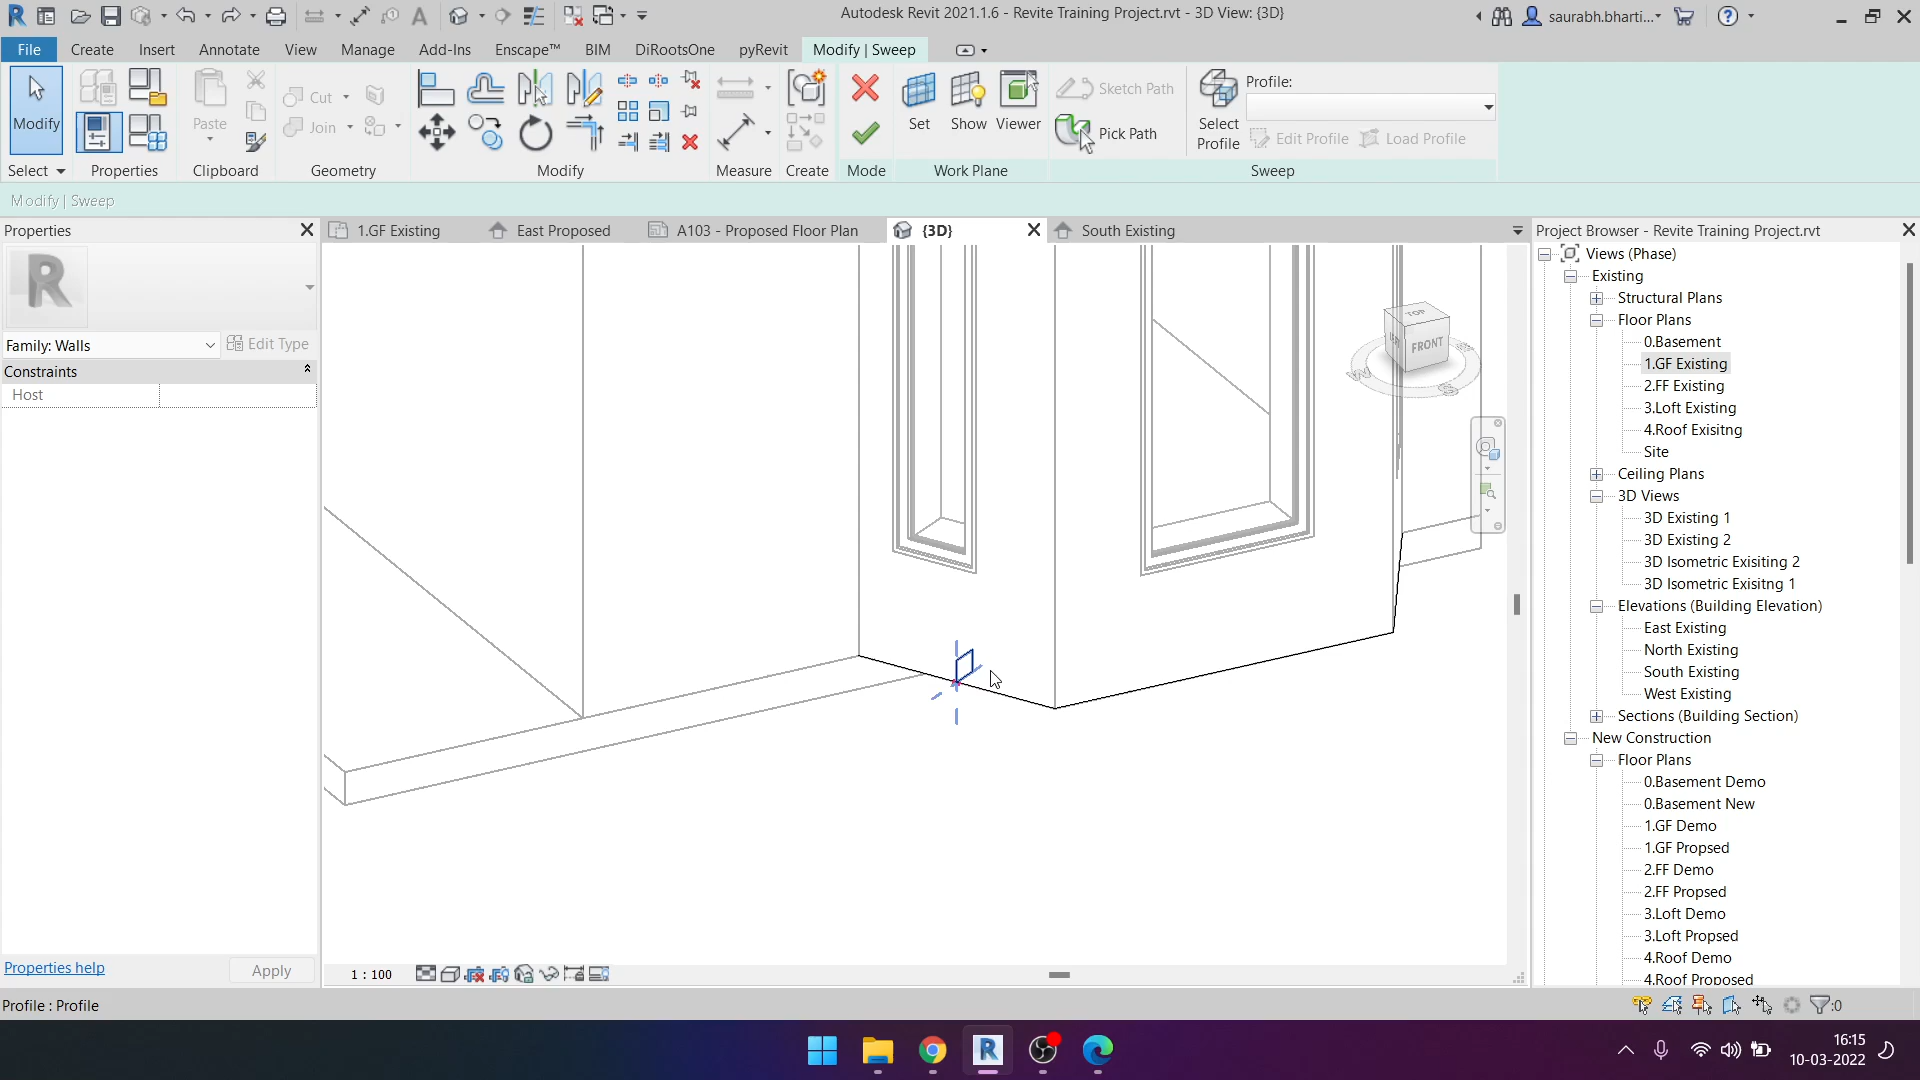 Autodesk Revit 2021.1.6 - Revite Training Project.rvt - 3D View: {3D}
saurabh.bharti...
File
Create
Insert
Annotate
View
Manage
Add-Ins
Enscape™
BIM
DiRootsOne
pyRevit
Modify | Sweep
Modify
Paste
Cut
Join
Set
Show
Viewer
Sketch Path
Pick Path
Select
Profile
Profile:
Edit Profile
Load Profile
Select
Properties
Clipboard
Geometry
Modify
Measure
Create
Mode
Work Plane
Sweep
Modify | Sweep
Properties
Family: Walls
Edit Type
Constraints
Host
Properties help
Apply
1.GF Existing
East Proposed
A103 - Proposed Floor Plan
{3D}
South Existing
TOP
FRONT
W
S
1 : 100
Project Browser - Revite Training Project.rvt
Views (Phase)
Existing
Structural Plans
Floor Plans
0.Basement
1.GF Existing
2.FF Existing
3.Loft Existing
4.Roof Exisitng
Site
Ceiling Plans
3D Views
3D Existing 1
3D Existing 2
3D Isometric Exisiting 2
3D Isometric Exisitng 1
Elevations (Building Elevation)
East Existing
North Existing
South Existing
West Existing
Sections (Building Section)
New Construction
Floor Plans
0.Basement Demo
0.Basement New
1.GF Demo
1.GF Propsed
2.FF Demo
2.FF Propsed
3.Loft Demo
3.Loft Propsed
4.Roof Demo
4.Roof Proposed
Profile : Profile
:0
16:15
10-03-2022